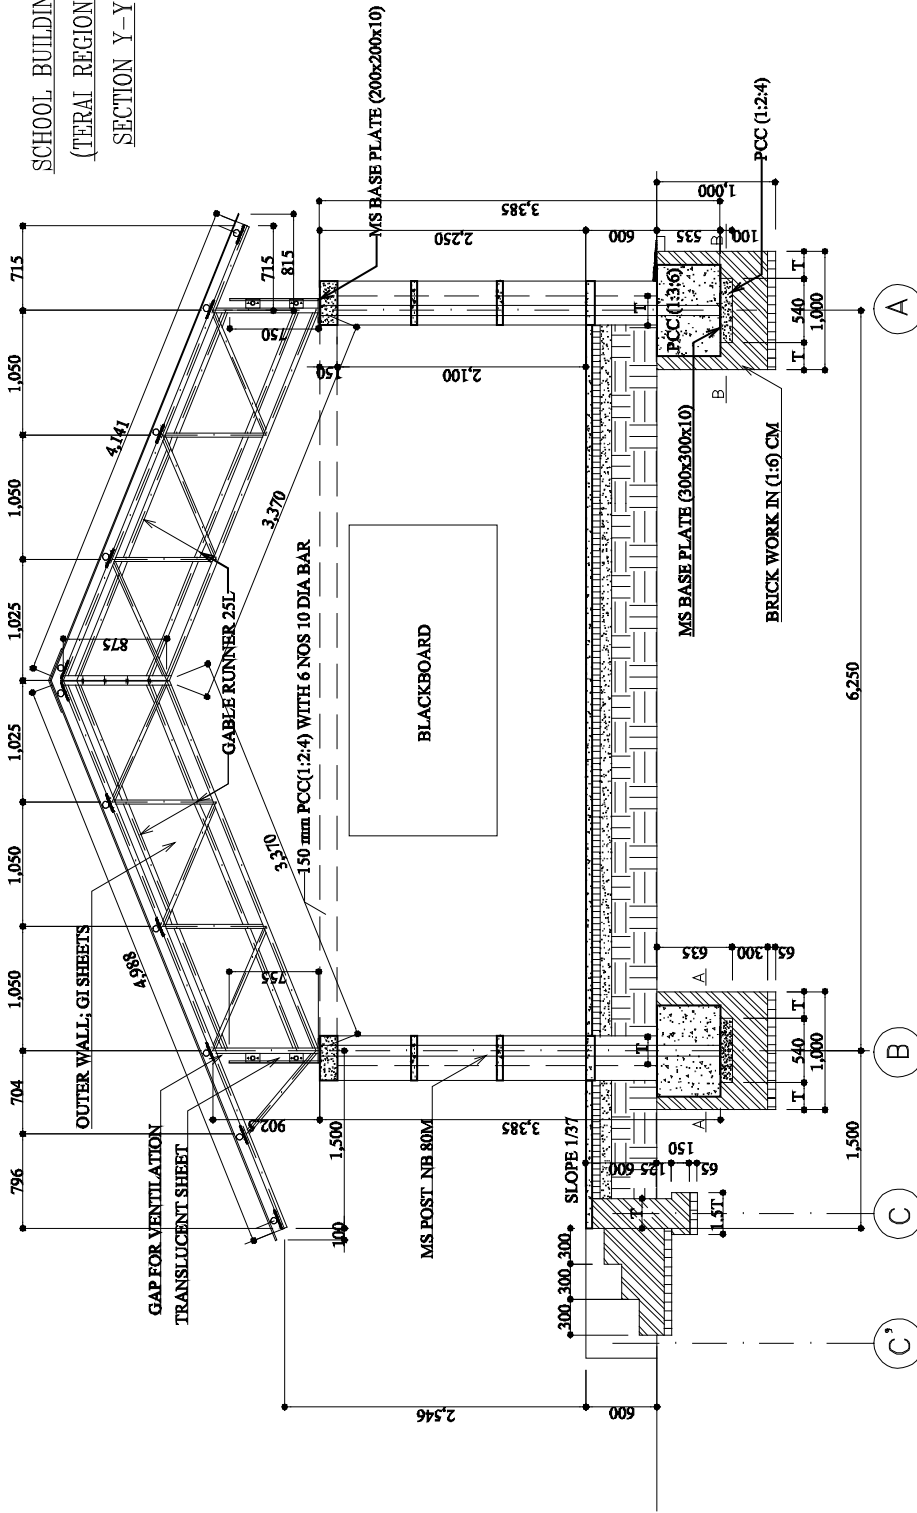 SCHOOL BUILDIN
(TERAI REGION
SECTION Y-Y
796
704
1,050
1,050
1,025
1,025
1,050
1,050
715
4,988
4,141
715
815
OUTER WALL; GI SHEETS
GAP FOR VENTILATION
TRANSLUCENT SHEET
GABLE RUNNER 25L
875
755
750
902.5
3,370
3,370
150 mm PCC(1:2:4) WITH 6 NOS 10 DIA BAR
MS BASE PLATE (200x200x10)
1,500
100
150
2,100
2,250
3,385
3,385
BLACKBOARD
MS POST NB 80M
SLOPE 1/37
2,546
600
300
300
300
600
125
150
65
T
1.5T
T
T
600
535
100
1,000
635
300
65
PCC (1:3:6)
PCC (1:2:4)
MS BASE PLATE (300x300x10)
BRICK WORK IN (1:6) CM
A
A
B
B
T
540
T
1,000
T
540
T
1,000
1,500
6,250
C'
C
B
A